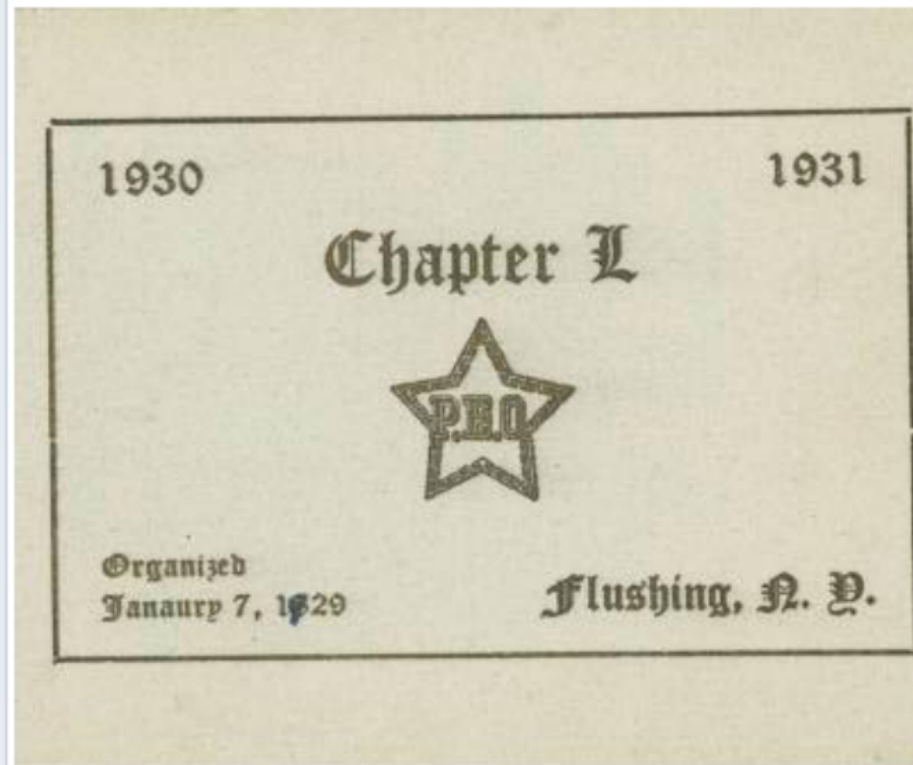 1930 1931
Chapter L
P.E.O.
Organized
Janaury 7, 1929
Flushing, N. Y.